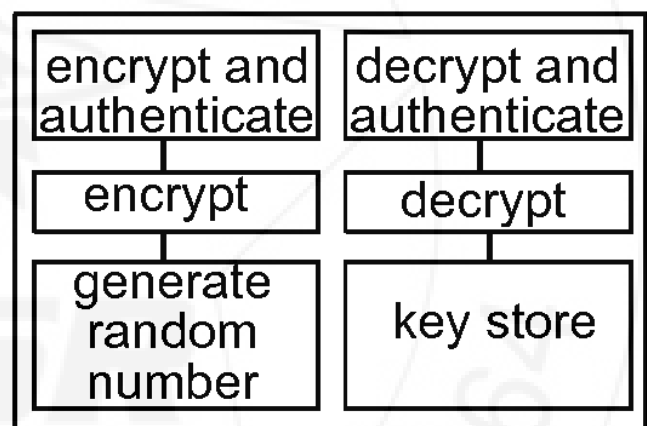 encrypt and
authenticate
decrypt and
authenticate
encrypt
decrypt
generate
random
number
key store